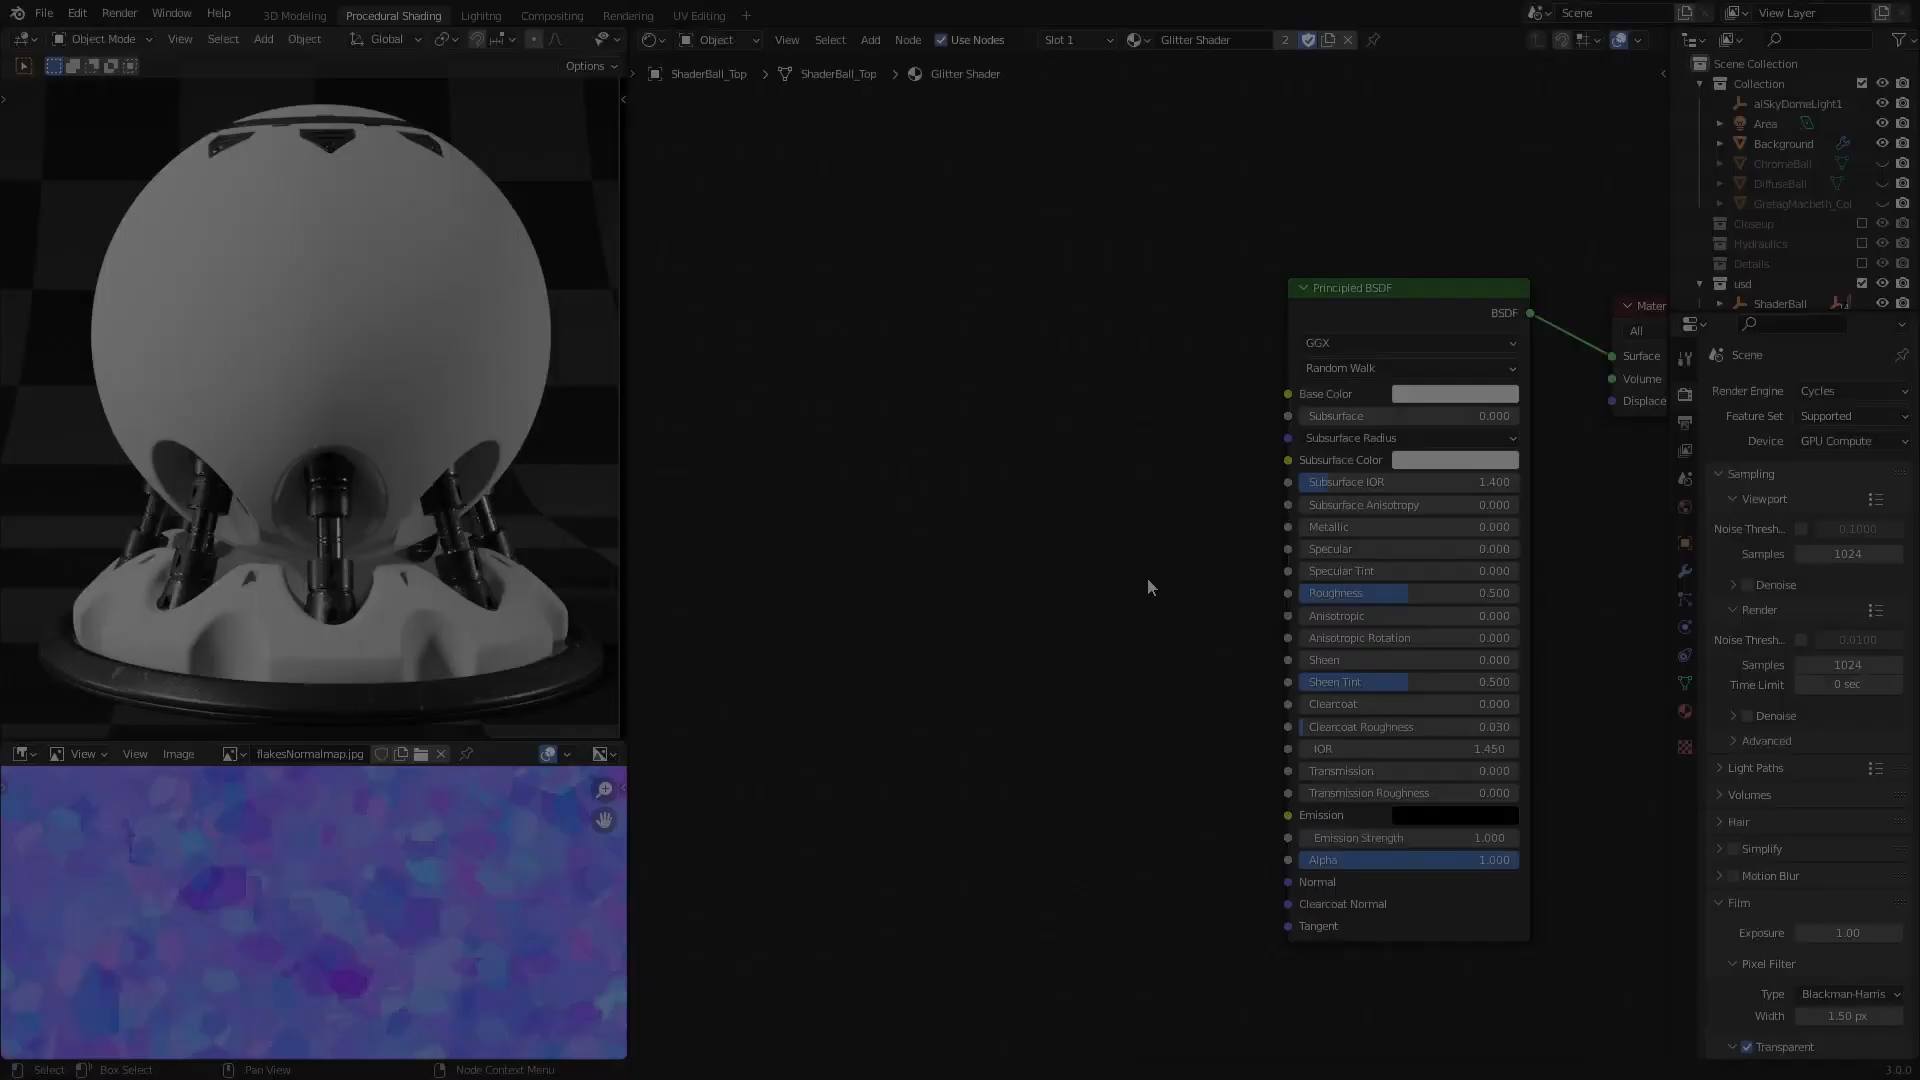 File Edit Render Window Help
3D Modeling Procedural Shading Lighitng Compositing Rendering UV Editing +
Scene
View Layer
Object Mode View Select Add Object Global
Options
Object View Select Add Node Use Nodes Slot 1 Glitter Shader 2
ShaderBall_Top > ShaderBall_Top > Glitter Shader
Principled BSDF
BSDF
GGX
Random Walk
Base Color
Subsurface 0.000
Subsurface Radius
Subsurface Color
Subsurface IOR 1.400
Subsurface Anisotropy 0.000
Metallic 0.000
Specular 0.000
Specular Tint 0.000
Roughness 0.500
Anisotropic 0.000
Anisotropic Rotation 0.000
Sheen 0.000
Sheen Tint 0.500
Clearcoat 0.000
Clearcoat Roughness 0.030
IOR 1.450
Transmission 0.000
Transmission Roughness 0.000
Emission
Emission Strength 1.000
Alpha 1.000
Normal
Clearcoat Normal
Tangent
Mater
All
Surface
Volume
Displace
Scene Collection
Collection
aiSkyDomeLight1
Area
Background
ChromeBall
DiffuseBall
GretagMacbeth_Col
Closeup
Hydraulics
Details
usd
ShaderBall
Scene
Render Engine Cycles
Feature Set Supported
Device GPU Compute
Sampling
Viewport
Noise Thresh... 0.1000
Samples 1024
Denoise
Render
Noise Thresh... 0.0100
Samples 1024
Time Limit 0 sec
Denoise
Advanced
Light Paths
Volumes
Hair
Simplify
Motion Blur
Film
Exposure 1.00
Pixel Filter
Type Blackman-Harris
Width 1.50 px
Transparent
View View Image flakesNormalmap.jpg
Select Box Select Pan View Node Context Menu 3.0.0